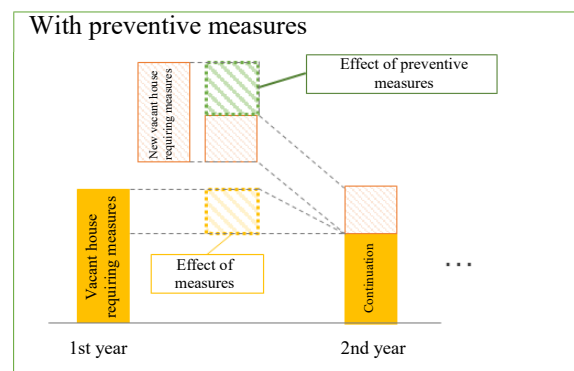 With preventive measures
New vacant house
requiring measures
Effect of preventive
measures
Vacant house
requiring measures
Effect of
measures
Continuation
...
1st year
2nd year